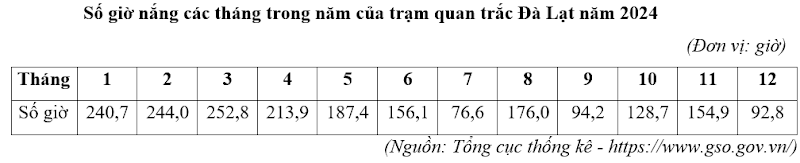 Số giờ nắng các tháng trong năm của trạm quan trắc Đà Lạt năm 2024
(Đơn vị: giờ)
Tháng 1 2 3 4 5 6 7 8 9 10 11 12
Số giờ 240,7 244,0 252,8 213,9 187,4 156,1 76,6 176,0 94,2 128,7 154,9 92,8
(Nguồn: Tổng cục thống kê - https://www.gso.gov.vn/)